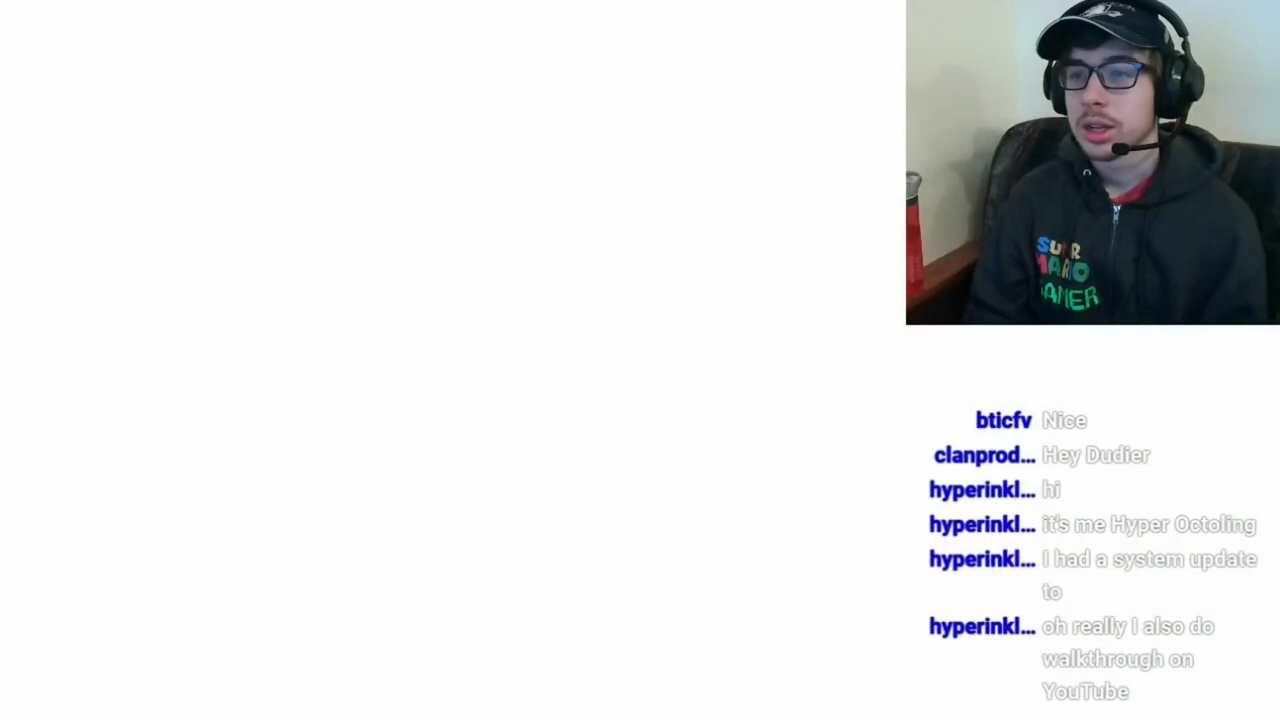 SUPER
MARIO
GAMER
bticfv Nice
clanprod... Hey Dudier
hyperinkl... hi
hyperinkl... it's me Hyper Octoling
hyperinkl... I had a system update
to
hyperinkl... oh really I also do
walkthrough on
YouTube